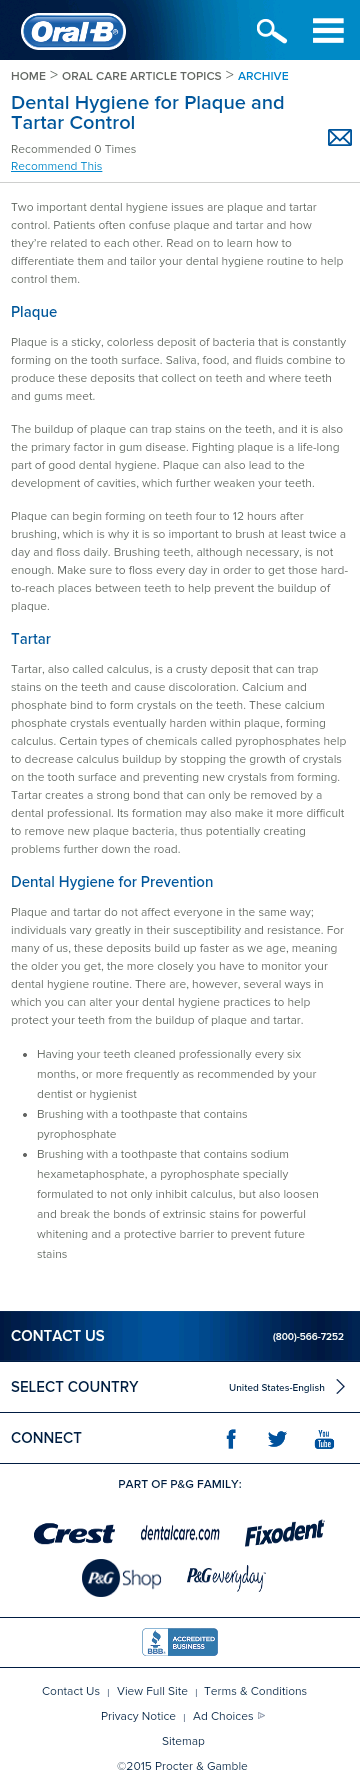 Oral-B
HOME > ORAL CARE ARTICLE TOPICS > ARCHIVE
Dental Hygiene for Plaque and
Tartar Control
Recommended 0 Times
Recommend This
Two important dental hygiene issues are plaque and tartar
control. Patients often confuse plaque and tartar and how
they're related to each other. Read on to learn how to
differentiate them and tailor your dental hygiene routine to help
control them.
Plaque
Plaque is a sticky, colorless deposit of bacteria that is constantly
forming on the tooth surface. Saliva, food, and fluids combine to
produce these deposits that collect on teeth and where teeth
and gums meet.
The buildup of plaque can trap stains on the teeth, and it is also
the primary factor in gum disease. Fighting plaque is a life-long
part of good dental hygiene. Plaque can also lead to the
development of cavities, which further weaken your teeth.
Plaque can begin forming on teeth four to 12 hours after
brushing, which is why it is so important to brush at least twice a
day and floss daily. Brushing teeth, although necessary, is not
enough. Make sure to floss every day in order to get those hard-
to-reach places between teeth to help prevent the buildup of
plaque.
Tartar
Tartar, also called calculus, is a crusty deposit that can trap
stains on the teeth and cause discoloration. Calcium and
phosphate bind to form crystals on the teeth. These calcium
phosphate crystals eventually harden within plaque, forming
calculus. Certain types of chemicals called pyrophosphates help
to decrease calculus buildup by stopping the growth of crystals
on the tooth surface and preventing new crystals from forming.
Tartar creates a strong bond that can only be removed by a
dental professional. Its formation may also make it more difficult
to remove new plaque bacteria, thus potentially creating
problems further down the road.
Dental Hygiene for Prevention
Plaque and tartar do not affect everyone in the same way;
individuals vary greatly in their susceptibility and resistance. For
many of us, these deposits build up faster as we age, meaning
the older you get, the more closely you have to monitor your
dental hygiene routine. There are, however, several ways in
which you can alter your dental hygiene practices to help
protect your teeth from the buildup of plaque and tartar.
• Having your teeth cleaned professionally every six
months, or more frequently as recommended by your
dentist or hygienist
• Brushing with a toothpaste that contains
pyrophosphate
• Brushing with a toothpaste that contains sodium
hexametaphosphate, a pyrophosphate specially
formulated to not only inhibit calculus, but also loosen
and break the bonds of extrinsic stains for powerful
whitening and a protective barrier to prevent future
stains
CONTACT US (800)-566-7252
SELECT COUNTRY United States-English
CONNECT f You Tube
PART OF P&G FAMILY:
Crest dentalcare.com Fixodent
P&G Shop P&G everyday
BBB ACCREDITED BUSINESS
Contact Us | View Full Site | Terms & Conditions
Privacy Notice | Ad Choices
Sitemap
©2015 Procter & Gamble